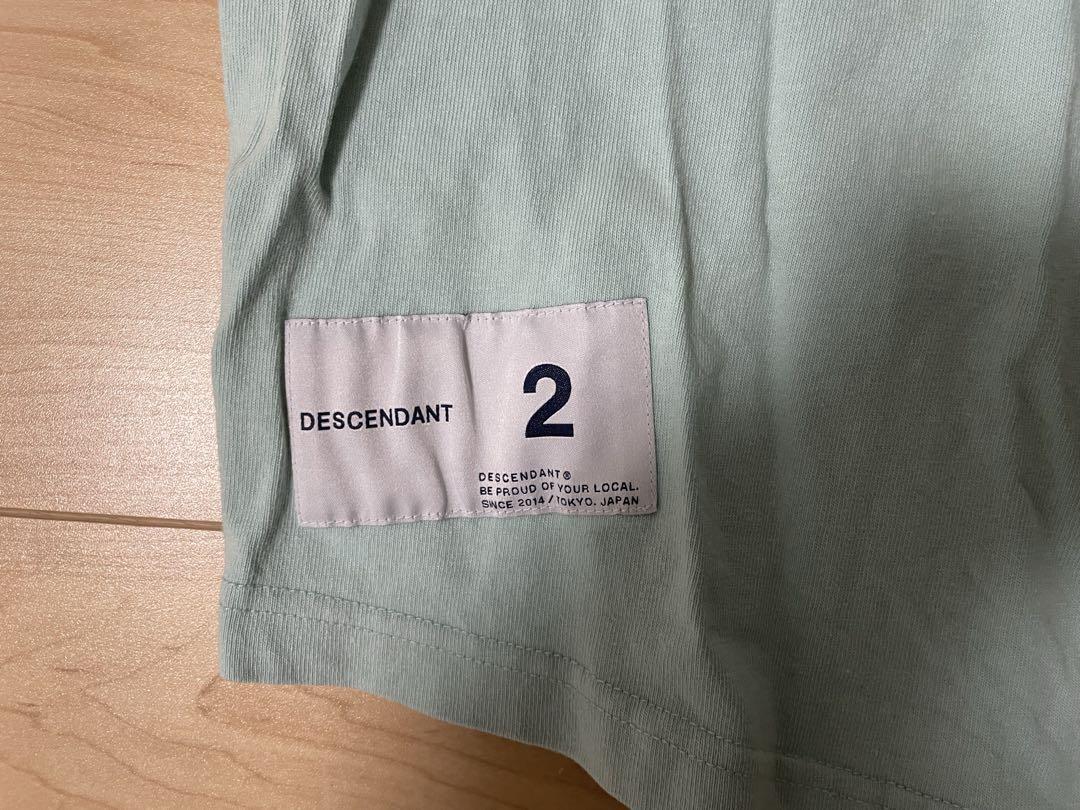 DESCENDANT
2
DESCENDANT®
BE PROUD OF YOUR LOCAL.
SINCE 2014 / TOKYO. JAPAN